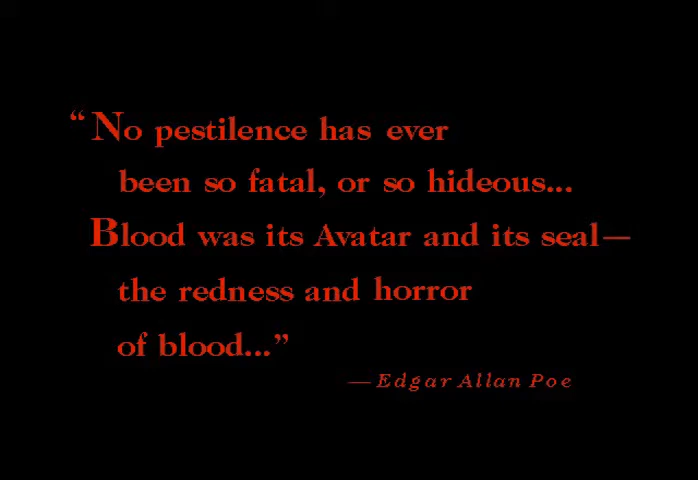 “No pestilence has ever
been so fatal, or so hideous...
Blood was its Avatar and its seal—
the redness and horror
of blood...”
—Edgar Allan Poe